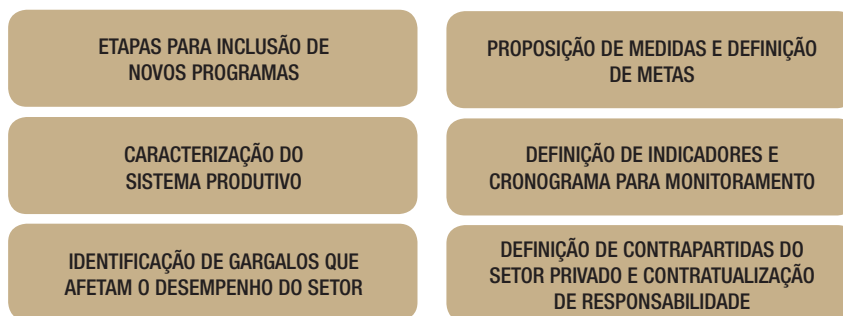 ETAPAS PARA INCLUSÃO DE
NOVOS PROGRAMAS
CARACTERIZAÇÃO DO
SISTEMA PRODUTIVO
IDENTIFICAÇÃO DE GARGALOS QUE
AFETAM O DESEMPENHO DO SETOR
PROPOSIÇÃO DE MEDIDAS E DEFINIÇÃO
DE METAS
DEFINIÇÃO DE INDICADORES E
CRONOGRAMA PARA MONITORAMENTO
DEFINIÇÃO DE CONTRAPARTIDAS DO
SETOR PRIVADO E CONTRATUALIZAÇÃO
DE RESPONSABILIDADE